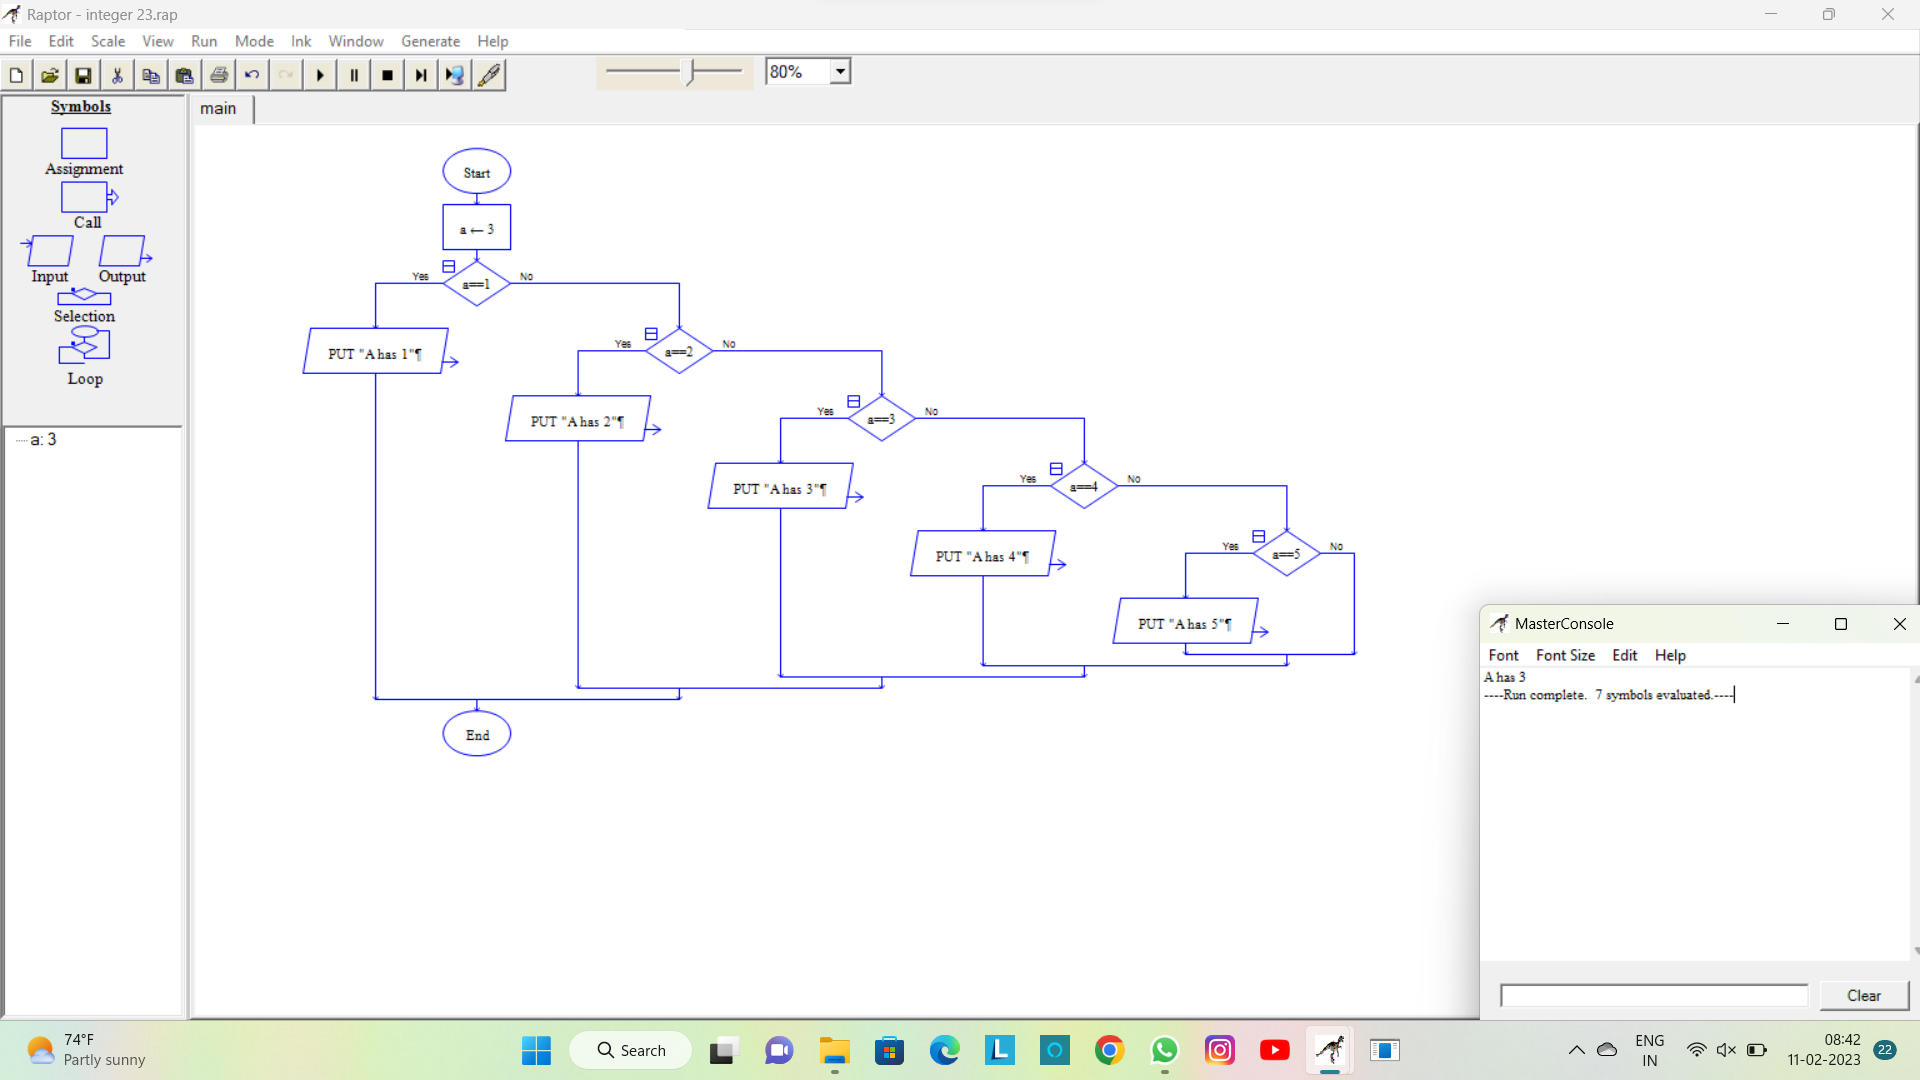 Raptor - integer 23.rap
File Edit Scale View Run Mode Ink Window Generate Help
80%
Symbols
main
Assignment
Call
Input Output
Selection
Loop
a: 3
Start
a ← 3
Yes a==1 No
PUT "A has 1"¶
Yes a==2 No
PUT "A has 2"¶
Yes a==3 No
PUT "A has 3"¶
Yes a==4 No
PUT "A has 4"¶
Yes a==5 No
PUT "A has 5"¶
End
MasterConsole
Font Font Size Edit Help
A has 3
----Run complete.  7 symbols evaluated.----
Clear
74°F
Partly sunny
Search
L
ENG
IN
08:42
11-02-2023
22